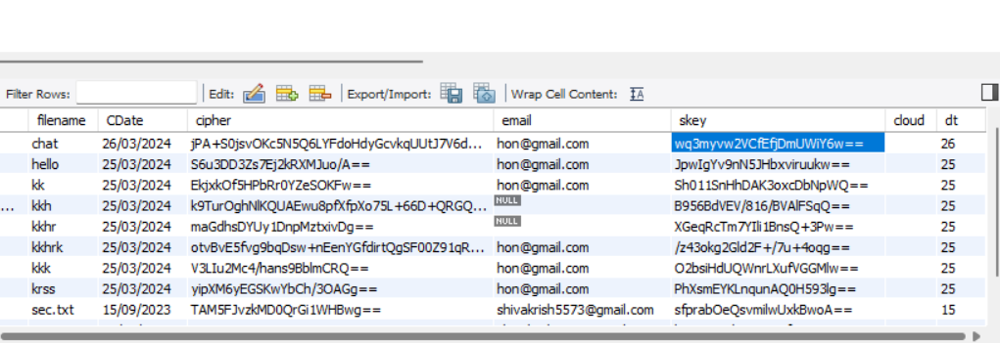 Filter Rows: Edit: Export/Import: Wrap Cell Content:
filename CDate cipher email skey cloud dt
chat 26/03/2024 jPA+S0jsvOKc5N5Q6LYFdoHdyGcvkqUUtJ7V6d... hon@gmail.com wq3myvw2VCfEfjDmUWiY6w== 26
hello 25/03/2024 S6u3DD3Zs7Ej2kRXMJuo/A== hon@gmail.com JpwIgYv9nN5JHbxviruukw== 25
kk 25/03/2024 EkjxkOf5HPbRr0YZeSOKFw== hon@gmail.com Sh011SnHhDAK3oxcDbNpWQ== 25
... kkh 25/03/2024 k9TurOghNlKQUAEwu8pfXfpXo75L+66D+QRGQ... NULL B956BdVEV/816/BVAlFSqQ== 25
kkhr 25/03/2024 maGdhsDYUy1DnpMztxivDg== NULL XGeqRcTm7YIli1BnsQ+3Pw== 25
kkhrk 25/03/2024 otvBvE5fvg9bqDsw+nEenYGfdirtQgSF00Z91qR... hon@gmail.com /z43okg2Gld2F+/7u+4oqg== 25
kkk 25/03/2024 V3LIu2Mc4/hans9BblmCRQ== hon@gmail.com O2bsiHdUQWnrLXufVGGMlw== 25
krss 25/03/2024 yipXM6yEGSKwYbCh/3OAGg== hon@gmail.com PhXsmEYKLnqunAQ0H593lg== 25
sec.txt 15/09/2023 TAM5FJvzkMD0QrGi1WHBwg== shivakrish5573@gmail.com sfprabOeQsvmilwUxkBwoA== 15